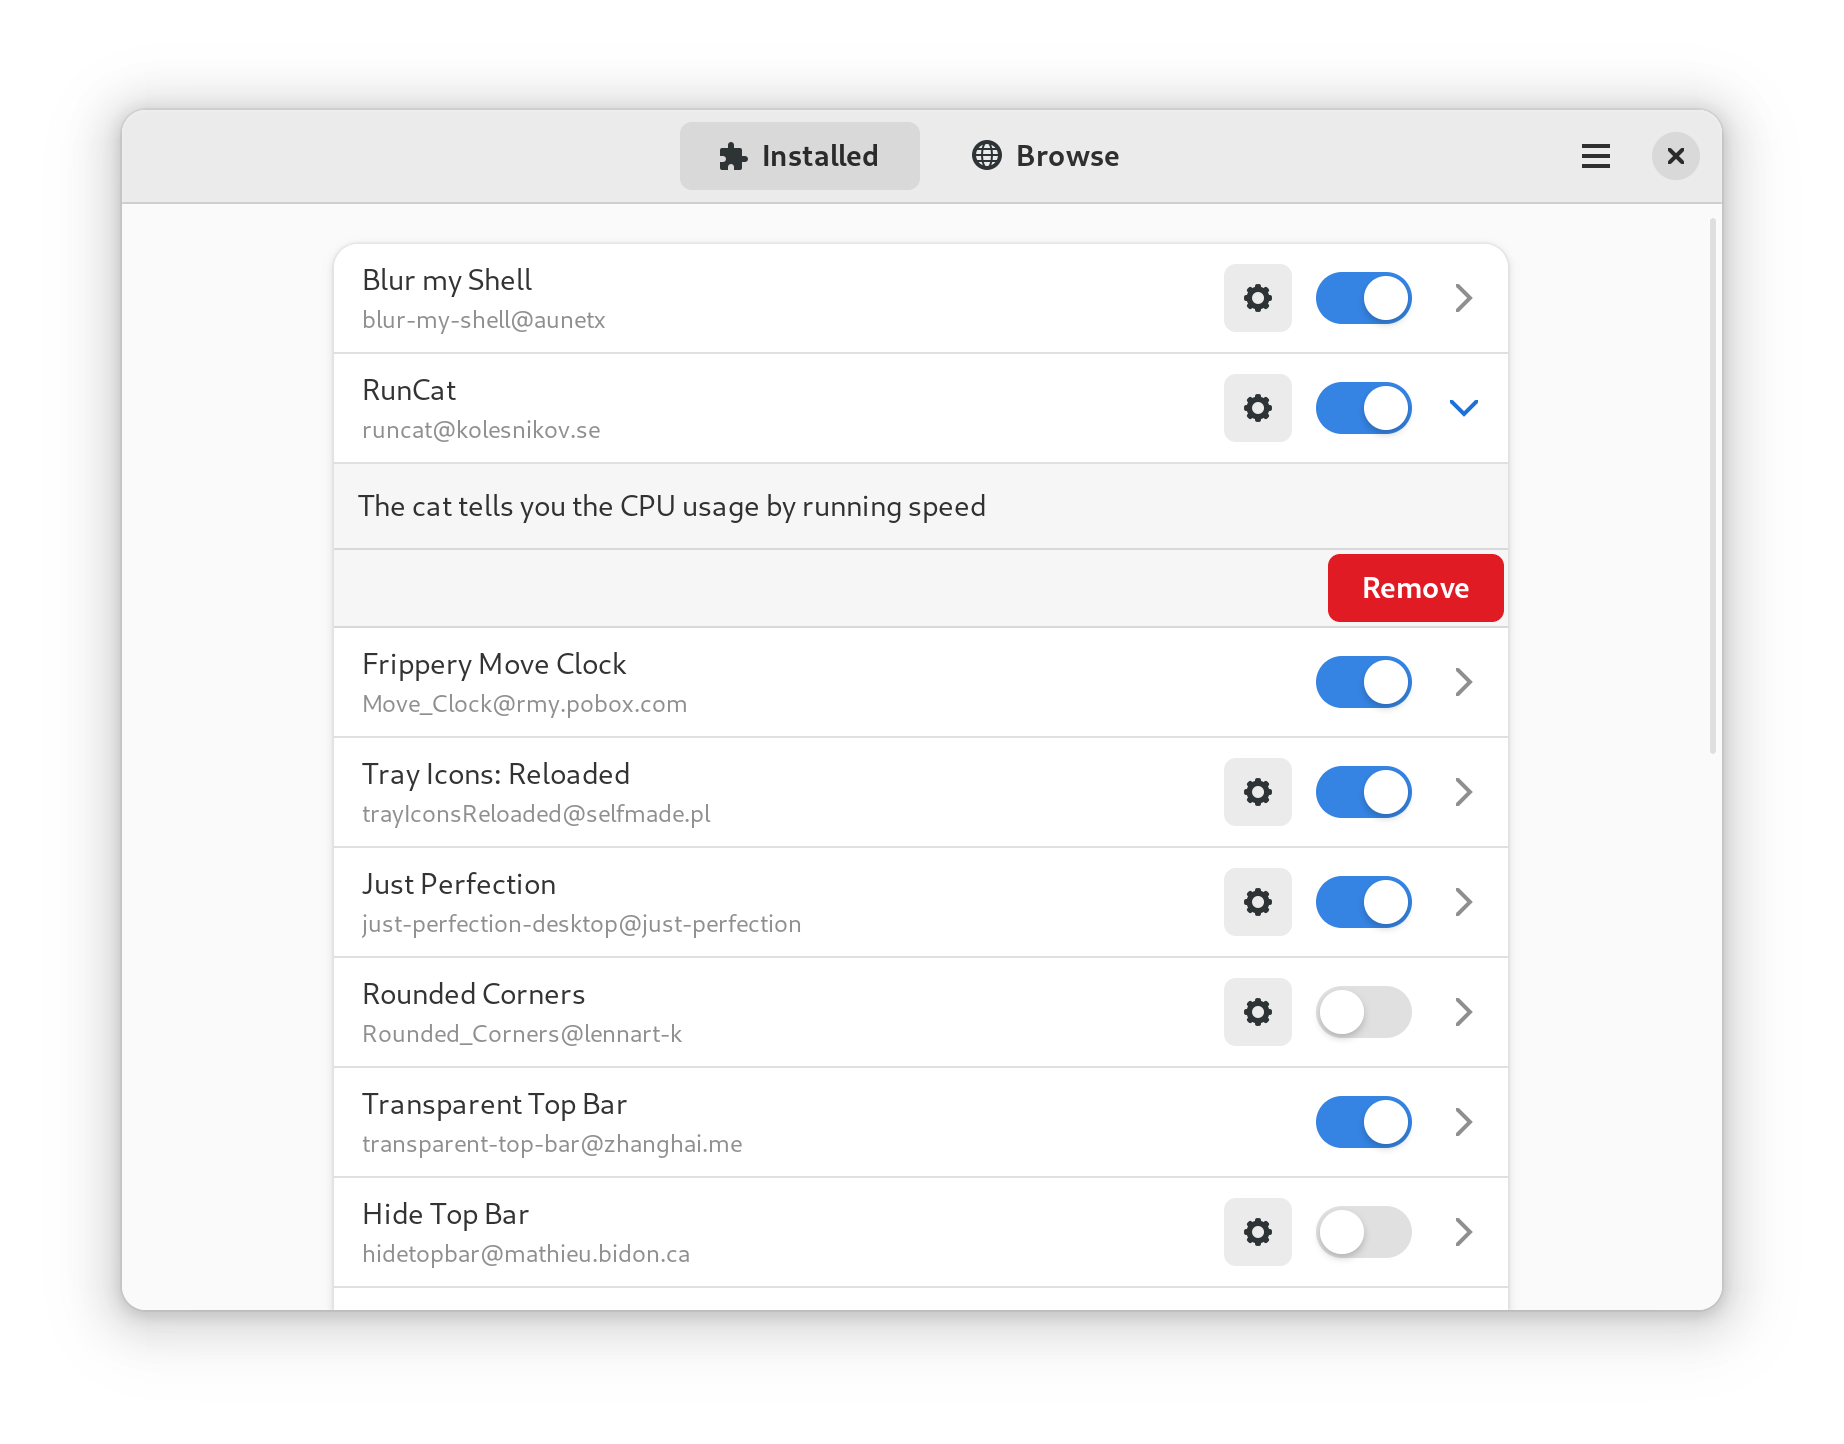 Installed
Browse
Blur my Shell
blur-my-shell@aunetx
RunCat
runcat@kolesnikov.se
The cat tells you the CPU usage by running speed
Remove
Frippery Move Clock
Move_Clock@rmy.pobox.com
Tray Icons: Reloaded
trayIconsReloaded@selfmade.pl
Just Perfection
just-perfection-desktop@just-perfection
Rounded Corners
Rounded_Corners@lennart-k
Transparent Top Bar
transparent-top-bar@zhanghai.me
Hide Top Bar
hidetopbar@mathieu.bidon.ca